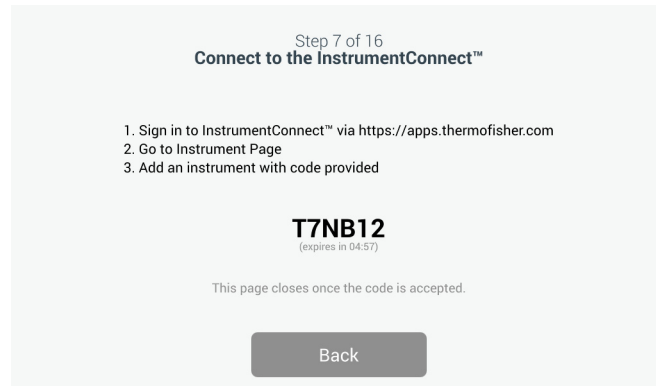 Step 7 of 16
Connect to the InstrumentConnect™
1. Sign in to InstrumentConnect™ via https://apps.thermofisher.com
2. Go to Instrument Page
3. Add an instrument with code provided
T7NB12
(expires in 04:57)
This page closes once the code is accepted.
Back